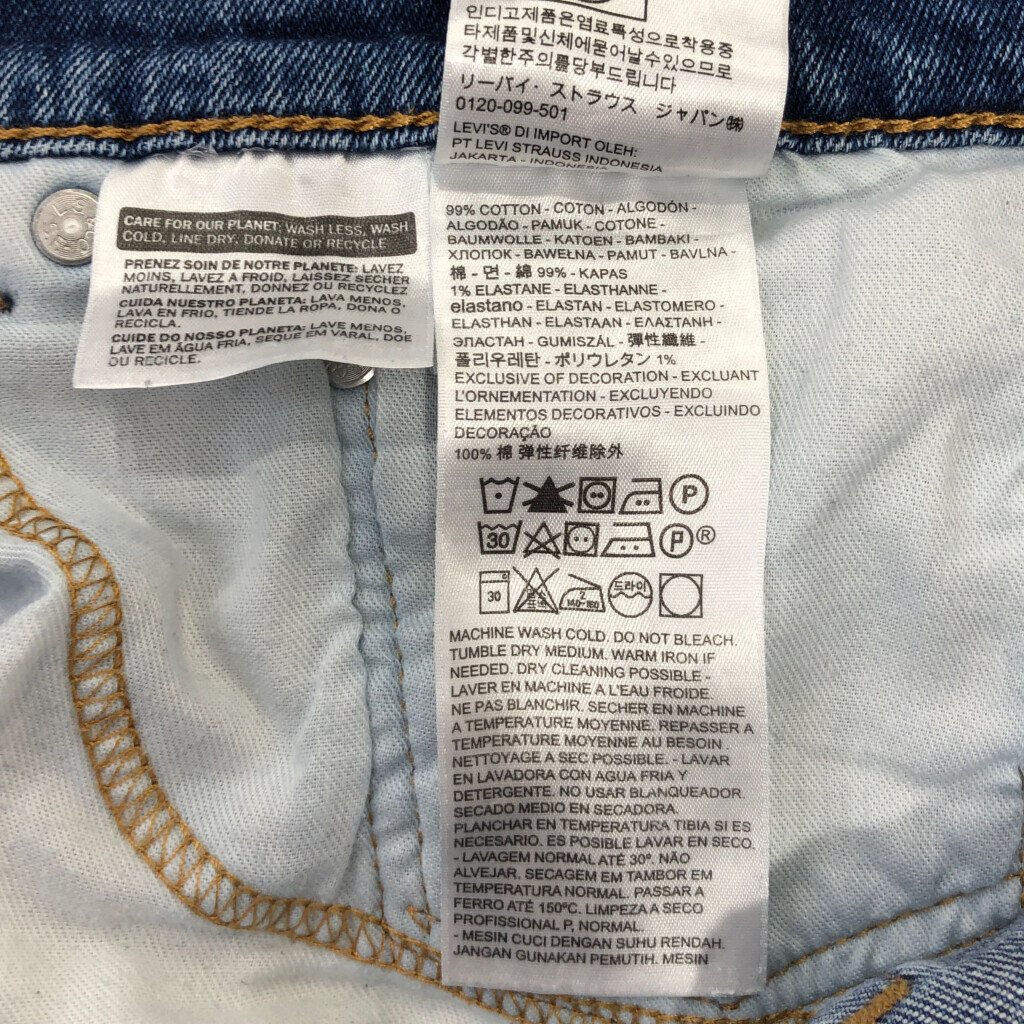 인디고제품은염료특성으로착용중
타제품및신체에묻어날수있으므로
각별한주의를당부드립니다
リーバイ・ストラウス ジャパン㈱
0120-099-501
LEVI'S® DI IMPORT OLEH:
PT LEVI STRAUSS INDONESIA
JAKARTA - INDONESIA
CARE FOR OUR PLANET: WASH LESS, WASH
COLD, LINE DRY, DONATE OR RECYCLE
PRENEZ SOIN DE NOTRE PLANETE: LAVEZ
MOINS, LAVEZ A FROID, LAISSEZ SECHER
NATURELLEMENT, DONNEZ OU RECYCLEZ
CUIDA NUESTRO PLANETA: LAVA MENOS,
LAVA EN FRIO, TIENDE LA ROPA, DONA O
RECICLA.
CUIDE DO NOSSO PLANETA: LAVE MENOS,
LAVE EM ÁGUA FRIA, SEQUE EM VARAL, DOE
OU RECICLE.
99% COTTON - COTON - ALGODÓN -
ALGODÃO - PAMUK - COTONE -
BAUMWOLLE - KATOEN - BAMBAKI -
ХЛОПОК - BAWEŁNA - PAMUT - BAVLNA -
棉 - 면 - 綿 99% - KAPAS
1% ELASTANE - ELASTHANNE -
elastano - ELASTAN - ELASTOMERO -
ELASTHAN - ELASTAAN - ΕΛΑΣΤΑΝΗ -
ЭЛАСТАН - GUMISZÁL - 彈性纖維 -
폴리우레탄 - ポリウレタン 1%
EXCLUSIVE OF DECORATION - EXCLUANT
L'ORNEMENTATION - EXCLUYENDO
ELEMENTOS DECORATIVOS - EXCLUINDO
DECORAÇÃO
100% 棉 弹性纤维除外
P
30 P®
30 2 140-160 드라이
MACHINE WASH COLD. DO NOT BLEACH.
TUMBLE DRY MEDIUM. WARM IRON IF
NEEDED. DRY CLEANING POSSIBLE -
LAVER EN MACHINE A L'EAU FROIDE.
NE PAS BLANCHIR. SECHER EN MACHINE
A TEMPERATURE MOYENNE. REPASSER A
TEMPERATURE MOYENNE AU BESOIN.
NETTOYAGE A SEC POSSIBLE. - LAVAR
EN LAVADORA CON AGUA FRIA Y
DETERGENTE. NO USAR BLANQUEADOR.
SECADO MEDIO EN SECADORA.
PLANCHAR EN TEMPERATURA TIBIA SI ES
NECESARIO. ES POSIBLE LAVAR EN SECO.
- LAVAGEM NORMAL ATÉ 30º. NÃO
ALVEJAR. SECAGEM EM TAMBOR EM
TEMPERATURA NORMAL. PASSAR A
FERRO ATÉ 150ºC. LIMPEZA A SECO
PROFISSIONAL P, NORMAL.
- MESIN CUCI DENGAN SUHU RENDAH.
JANGAN GUNAKAN PEMUTIH. MESIN